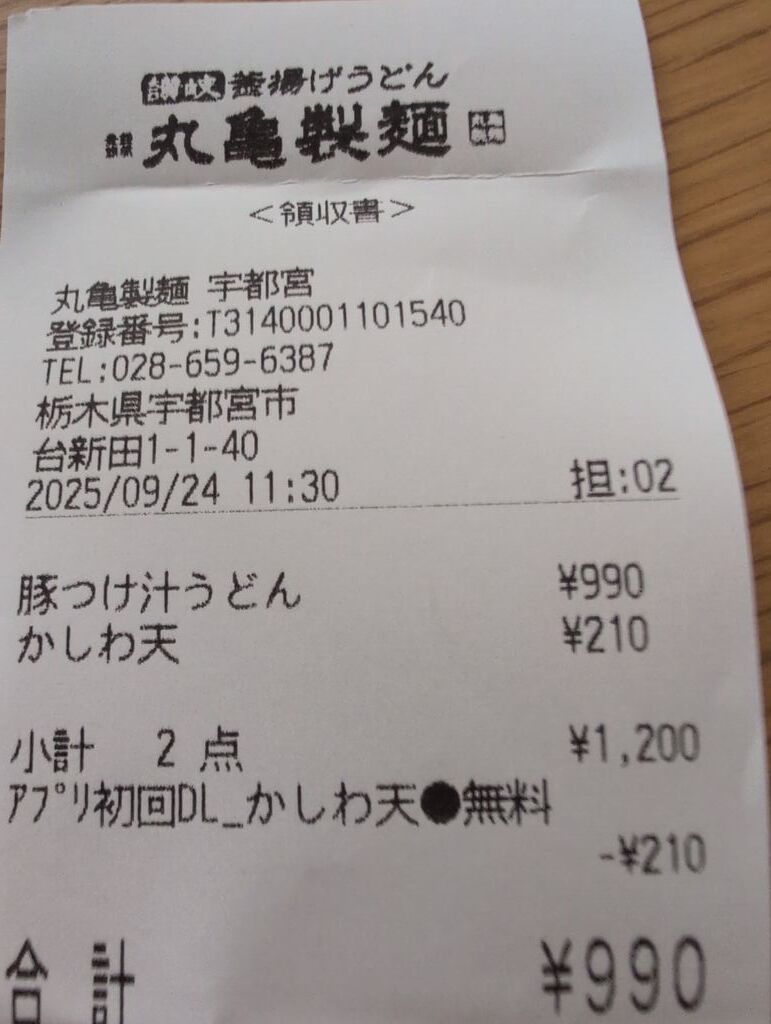 讃岐 釜揚げうどん
丸亀製麺
＜領収書＞
丸亀製麺 宇都宮
登録番号:T3140001101540
TEL:028-659-6387
栃木県宇都宮市
台新田1-1-40
2025/09/24 11:30 担:02
豚つけ汁うどん ¥990
かしわ天 ¥210
小計 2 点 ¥1,200
ｱﾌﾟﾘ初回DL_かしわ天●無料
-¥210
合計 ¥990